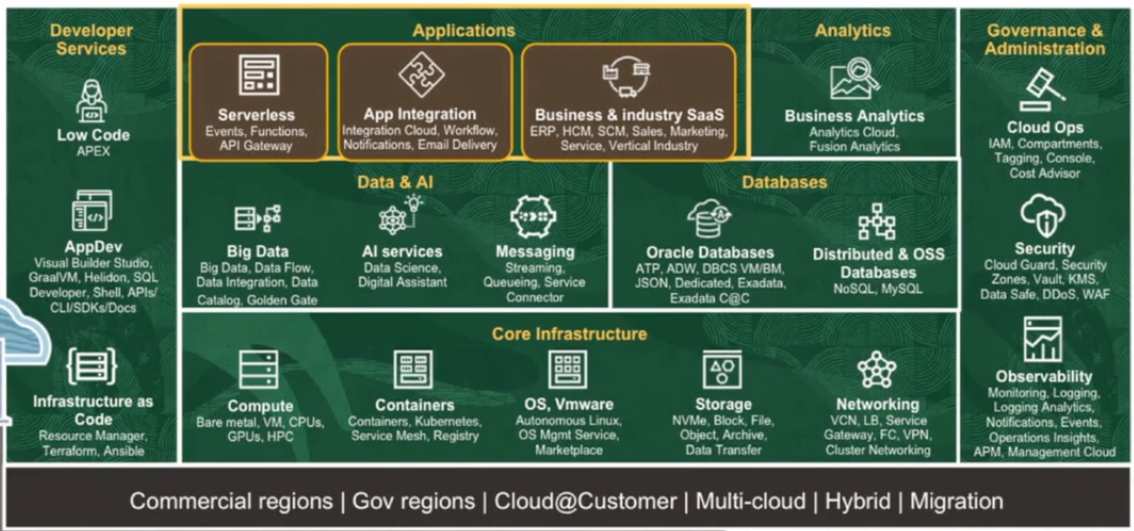 Developer
Services
Low Code
APEX
AppDev
Visual Builder Studio,
GraalVM, Helidon, SQL
Developer, Shell, APIs/
CLI/SDKs/Docs
Infrastructure as
Code
Resource Manager,
Terraform, Ansible
Applications
Serverless
Events, Functions,
API Gateway
App Integration
Integration Cloud, Workflow,
Notifications, Email Delivery
Business & industry SaaS
ERP, HCM, SCM, Sales, Marketing,
Service, Vertical Industry
Analytics
Business Analytics
Analytics Cloud,
Fusion Analytics
Data & AI
Big Data
Big Data, Data Flow,
Data Integration, Data
Catalog, Golden Gate
AI services
Data Science,
Digital Assistant
Messaging
Streaming,
Queueing, Service
Connector
Databases
Oracle Databases
ATP, ADW, DBCS VM/BM,
JSON, Dedicated, Exadata,
Exadata C@C
Distributed & OSS
Databases
NoSQL, MySQL
Core Infrastructure
Compute
Bare metal, VM, CPUs,
GPUs, HPC
Containers
Containers, Kubernetes,
Service Mesh, Registry
OS, Vmware
Autonomous Linux,
OS Mgmt Service,
Marketplace
Storage
NVMe, Block, File,
Object, Archive,
Data Transfer
Networking
VCN, LB, Service
Gateway, FC, VPN,
Cluster Networking
Governance &
Administration
Cloud Ops
IAM, Compartments,
Tagging, Console,
Cost Advisor
Security
Cloud Guard, Security
Zones, Vault, KMS,
Data Safe, DDoS, WAF
Observability
Monitoring, Logging,
Logging Analytics,
Notifications, Events,
Operations Insights,
APM, Management Cloud
Commercial regions | Gov regions | Cloud@Customer | Multi-cloud | Hybrid | Migration